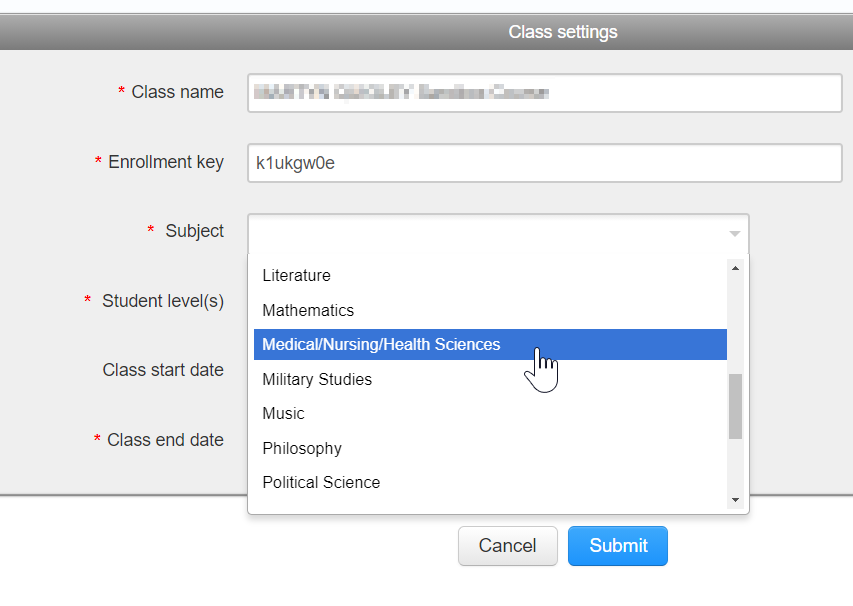 Class settings
* Class name
* Enrollment key
k1ukgw0e
* Subject
Literature
Mathematics
Medical/Nursing/Health Sciences
Military Studies
Music
Philosophy
Political Science
* Student level(s)
Class start date
* Class end date
Cancel
Submit